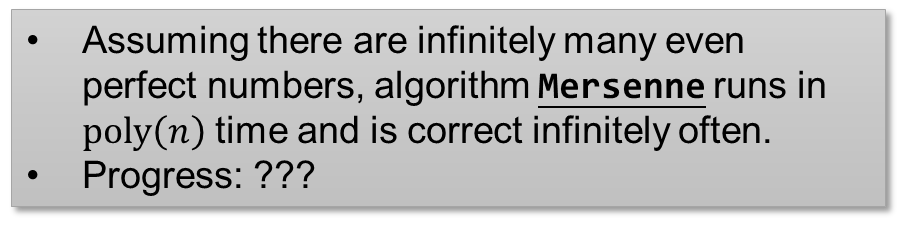 • Assuming there are infinitely many even
perfect numbers, algorithm Mersenne runs in
poly(n) time and is correct infinitely often.
• Progress: ???